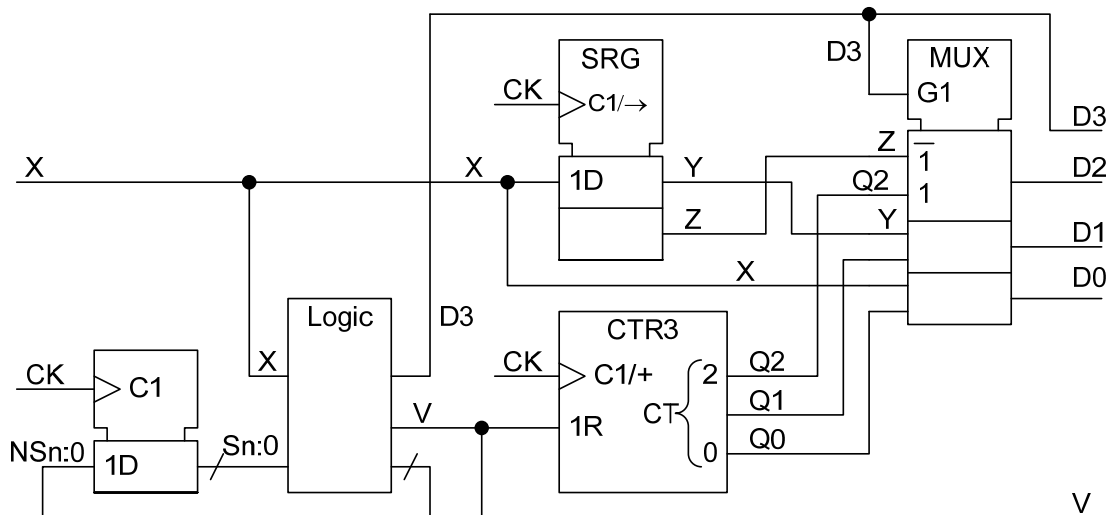 D3
SRG
MUX
CK
C1/→
G1
D3
X
X
1D
Y
Z
1
D2
Q2
1
Z
Y
D1
X
D0
Logic
D3
CTR3
X
CK
C1/+
2
Q2
CK
C1
V
1R
CT
Q1
NSn:0
1D
Sn:0
0
Q0
V